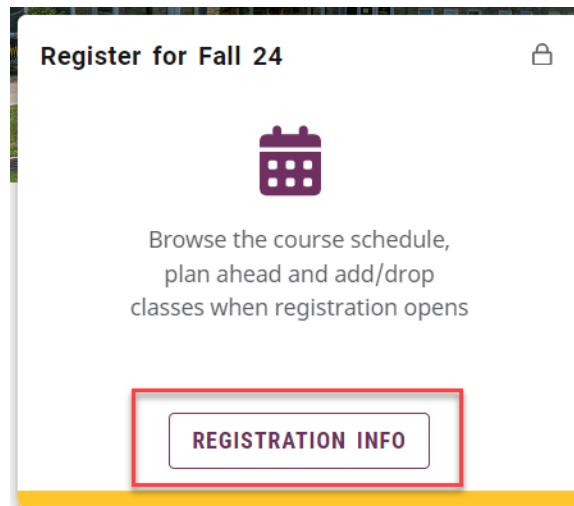 Register for Fall 24
Browse the course schedule,
plan ahead and add/drop
classes when registration opens
REGISTRATION INFO